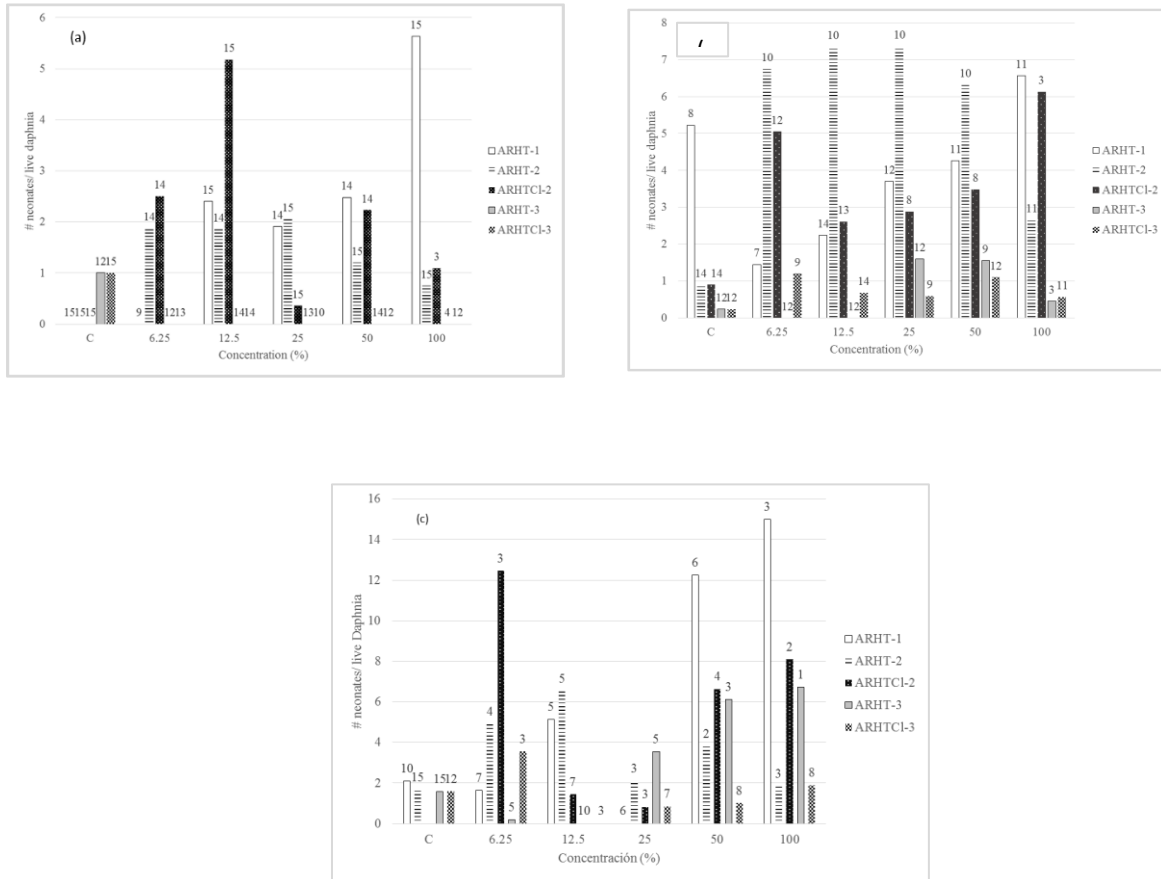 (a)
# neonates/ live daphnia
6
5
4
3
2
1
0
15 15 15 12 15
9 14 14 12 13
15 14 15 14 14
14 15 15 13 10
14 15 14 14 12
15 15 3 4 12
C 6.25 12.5 25 50 100
Concentration (%)
ARHT-1
ARHT-2
ARHTCl-2
ARHT-3
ARHTCl-3
# neonates/ live daphnia
8
7
6
5
4
3
2
1
0
8 14 14 12 12
7 10 12 12 9
14 10 13 12 14
12 10 8 12 9
11 10 8 9 12
11 11 3 3 11
C 6.25 12.5 25 50 100
Concentration (%)
ARHT-1
ARHT-2
ARHTCl-2
ARHT-3
ARHTCl-3
(c)
# neonates/ live Daphnia
16
14
12
10
8
6
4
2
0
10 15 15 12
7 4 3 5 3
5 5 7 10 3
6 3 3 5 7
6 2 4 3 8
3 3 2 1 8
C 6.25 12.5 25 50 100
Concentración (%)
ARHT-1
ARHT-2
ARHTCl-2
ARHT-3
ARHTCl-3